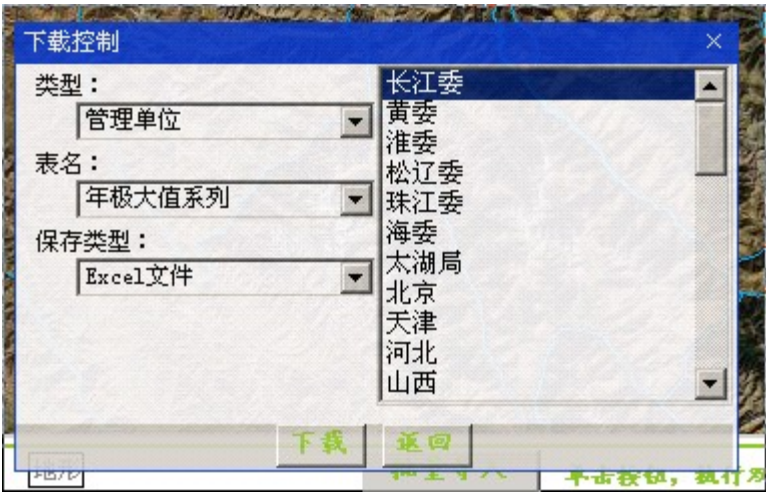 下载控制
×
类型：
管理单位
表名：
年极大值系列
保存类型：
Excel文件
长江委
黄委
淮委
松辽委
珠江委
海委
太湖局
北京
天津
河北
山西
下载
返回
地形
单击按钮，执行